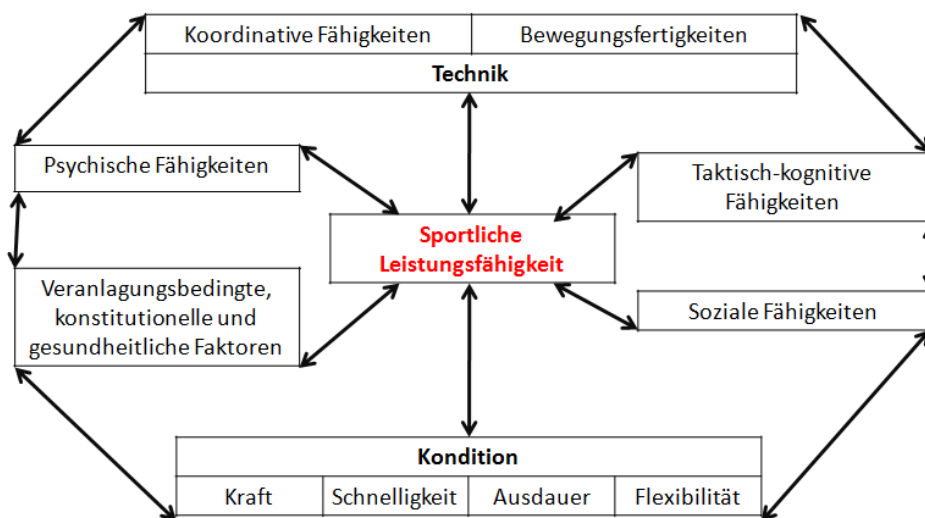 Koordinative Fähigkeiten
Bewegungsfertigkeiten
Technik
Psychische Fähigkeiten
Taktisch-kognitive
Fähigkeiten
Sportliche
Leistungsfähigkeit
Veranlagungsbedingte,
konstitutionelle und
gesundheitliche Faktoren
Soziale Fähigkeiten
Kondition
Kraft
Schnelligkeit
Ausdauer
Flexibilität